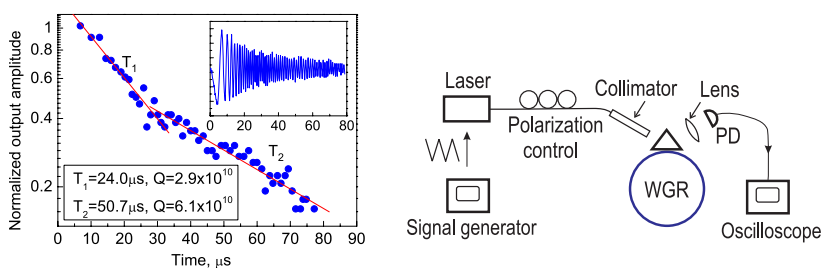 Normalized output amplitude
1
0.8
0.6
0.4
0.2
0 10 20 30 40 50 60 70 80 90
Time, μs
T1
T2
0 20 40 60 80
T1=24.0μs, Q=2.9x10^10
T2=50.7μs, Q=6.1x10^10
Laser
Collimator
Lens
Polarization
control
PD
WGR
Signal generator
Oscilloscope